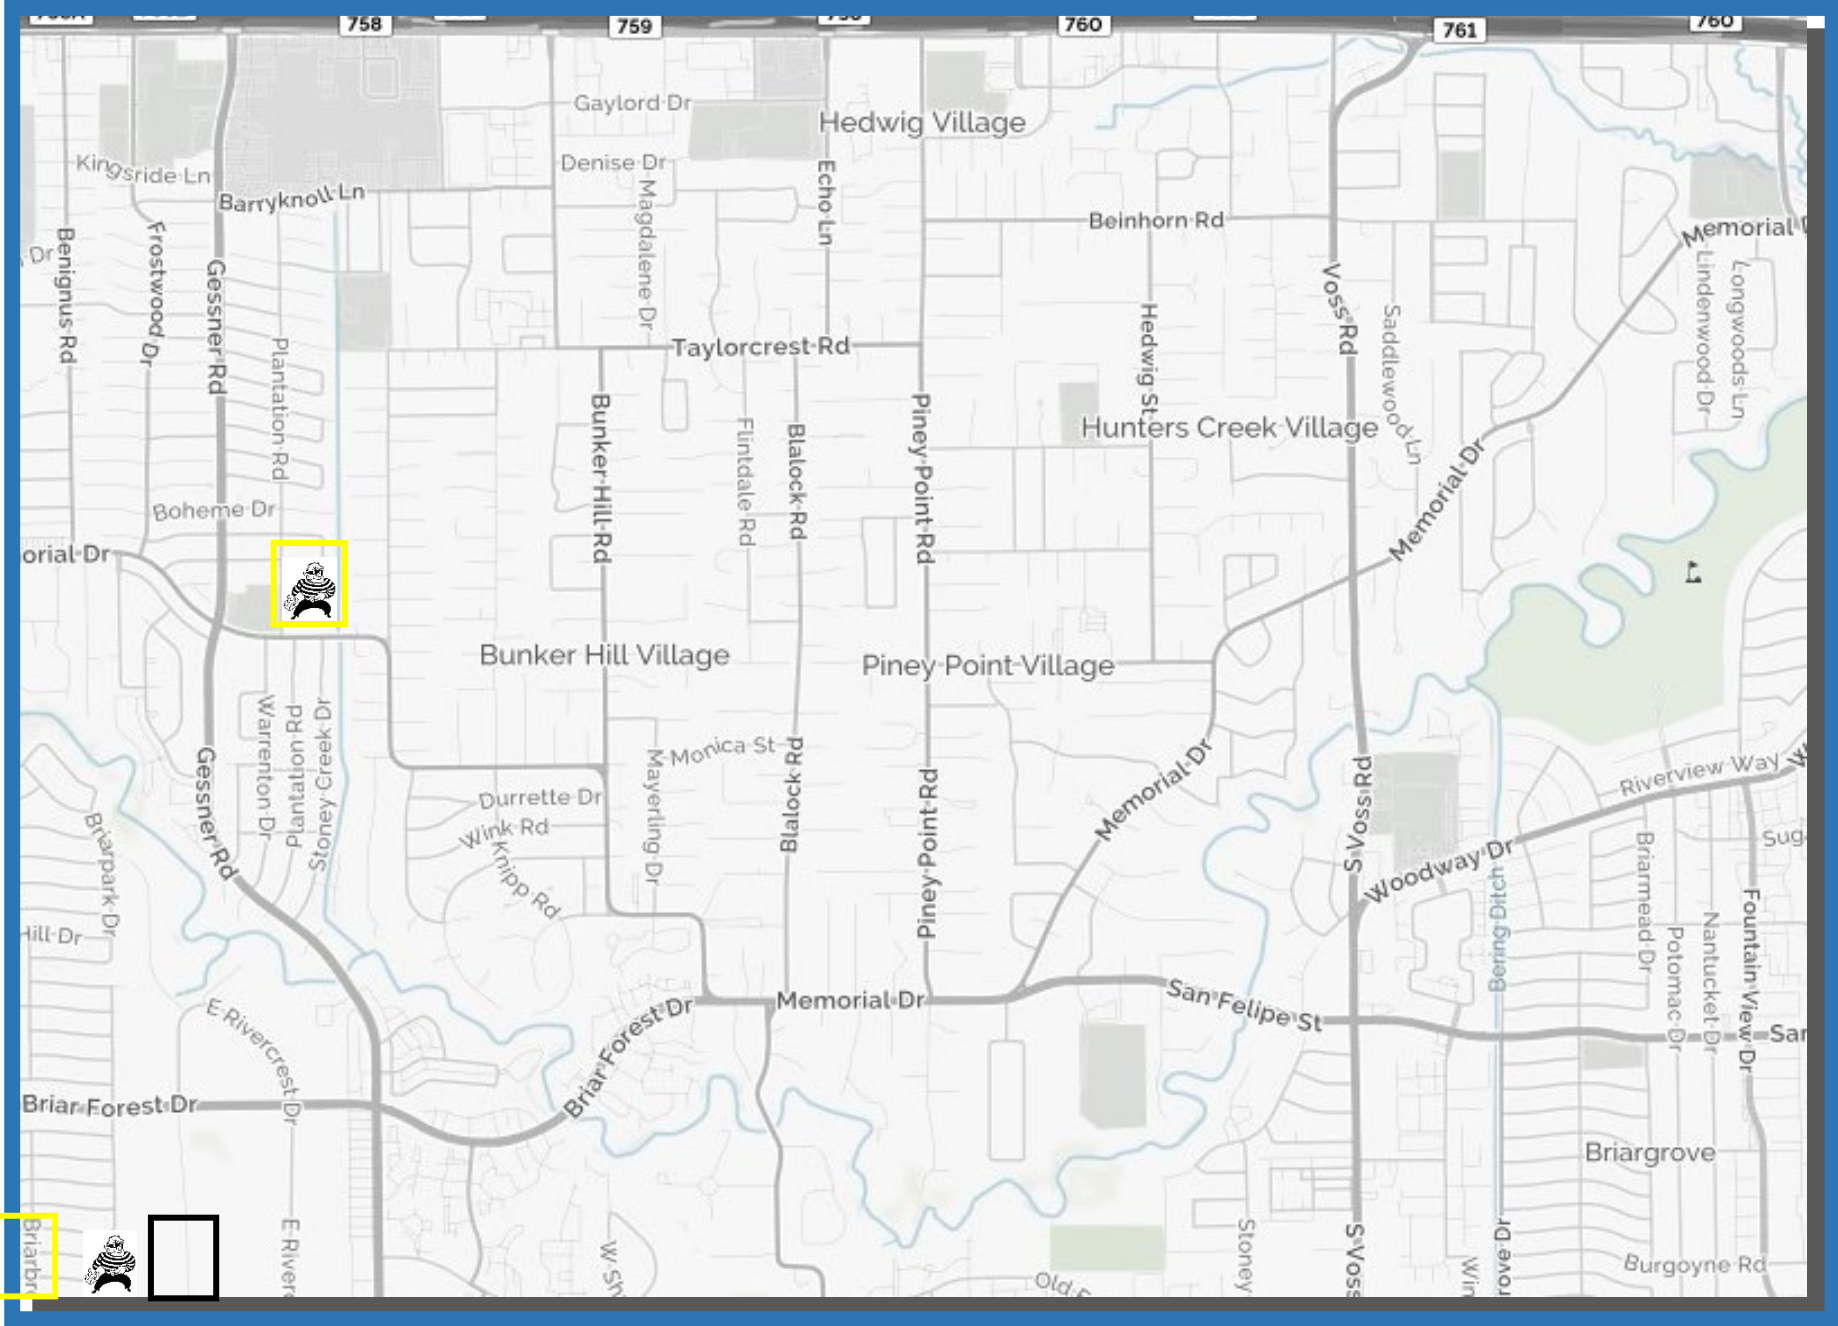 758
759
760
761
760
Gaylord Dr
Hedwig Village
Kingsride Ln
Denise Dr
Barryknoll Ln
Magdalene Dr
Echo Ln
Beinhorn Rd
Memorial
Dr
Benignus Rd
Frostwood Dr
Gessner Rd
Voss Rd
Lindenwood Dr
Longwoods Ln
Plantation Rd
Taylorcrest Rd
Hedwig St
Saddlewood Ln
Bunker Hill Rd
Flintdale Rd
Blalock Rd
Piney Point Rd
Hunters Creek Village
Memorial Dr
Boheme Dr
orial Dr
Bunker Hill Village
Piney Point Village
Warrenton Dr
Plantation Rd
Stoney Creek Dr
Gessner Rd
Monica St
Mayerling Dr
Blalock Rd
Piney Point Rd
Memorial Dr
S Voss Rd
Riverview Way
Durrette Dr
Wink Rd
Knipp Rd
Briarpark Dr
Woodway Dr
Sug
Briarmead Dr
Bering Ditch
Hill Dr
Potomac Dr
Nantucket Dr
Fountain View Dr
E Rivercrest Dr
Briar Forest Dr
Memorial Dr
San Felipe St
San
Briar Forest Dr
Briargrove
Briarbr
E Riverc
W Sh
Old F
Stoney
S Voss
Win
rove Dr
Burgoyne Rd